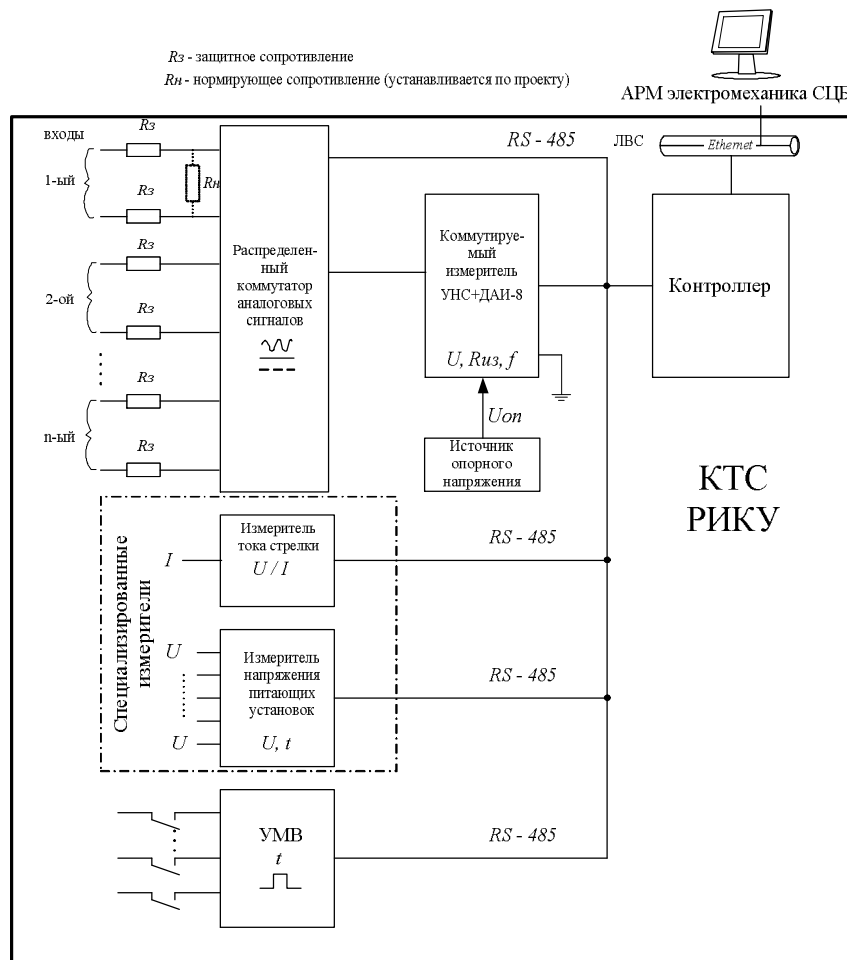 Rз - защитное сопротивление
Rн- нормирующее сопротивление (устанавливается по проекту)
АРМ электромеханика СЦБ
входы
Rз
RS - 485
ЛВС
Ethernet
1-ый
Rн
Rз
Rз
2-ой
Rз
Rз
n-ый
Rз
Распределен-
ный
коммутатор
аналоговых
сигналов
Коммутируе-
мый
измеритель
УНС+ДАИ-8
U, Rиз, f
Контроллер
Uоп
Источник
опорного
напряжения
КТС
РИКУ
Специализированные
измерители
I
Измеритель
тока стрелки
U / I
RS - 485
U
U
Измеритель
напряжения
питающих
установок
U, t
RS - 485
УМВ
t
RS - 485